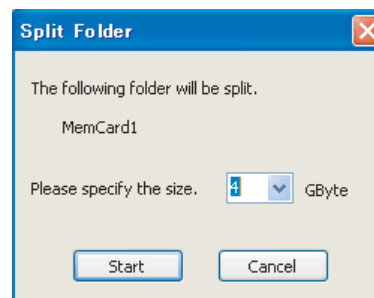 Split Folder
The following folder will be split.
MemCard1
Please specify the size. 4 GByte
Start Cancel